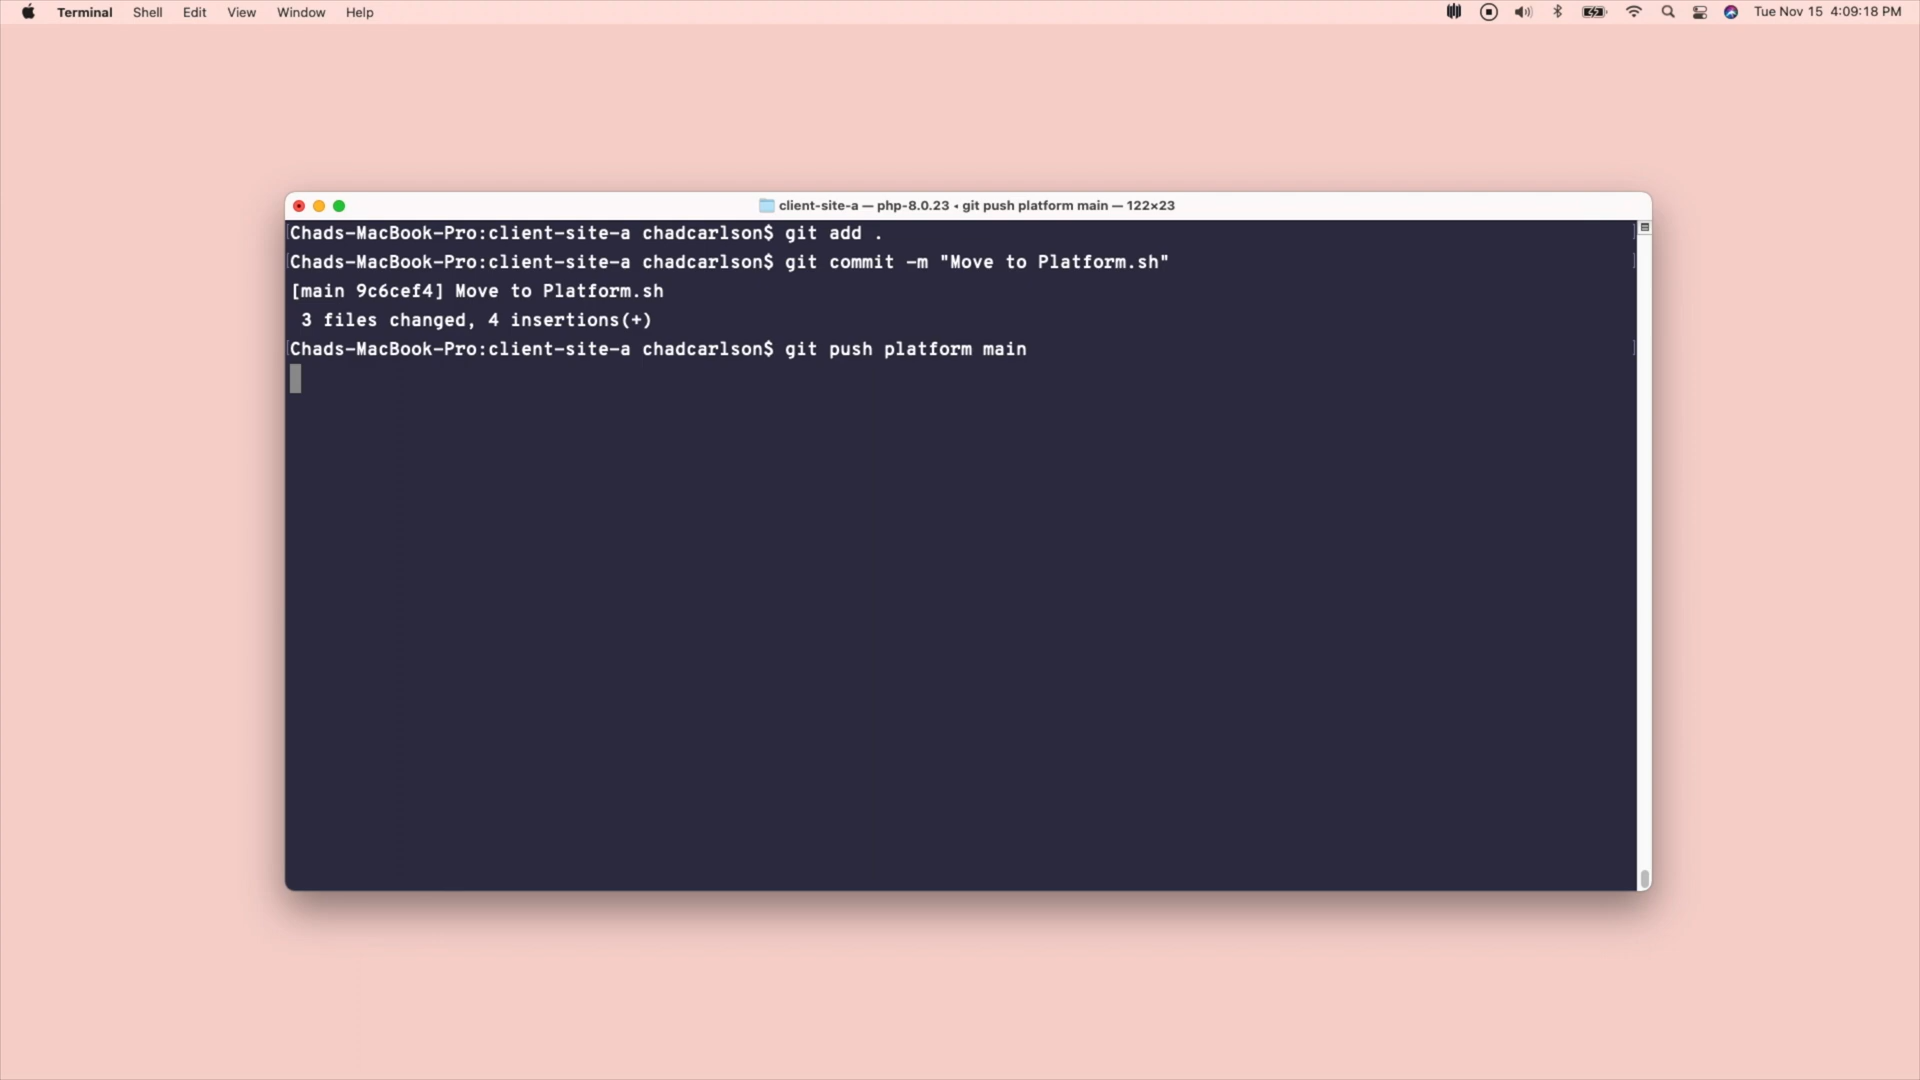 Terminal Shell Edit View Window Help Tue Nov 15 4:09:18 PM
client-site-a — php-8.0.23 ◂ git push platform main — 122×23
Chads-MacBook-Pro:client-site-a chadcarlson$ git add .
Chads-MacBook-Pro:client-site-a chadcarlson$ git commit -m "Move to Platform.sh"
[main 9c6cef4] Move to Platform.sh
3 files changed, 4 insertions(+)
Chads-MacBook-Pro:client-site-a chadcarlson$ git push platform main